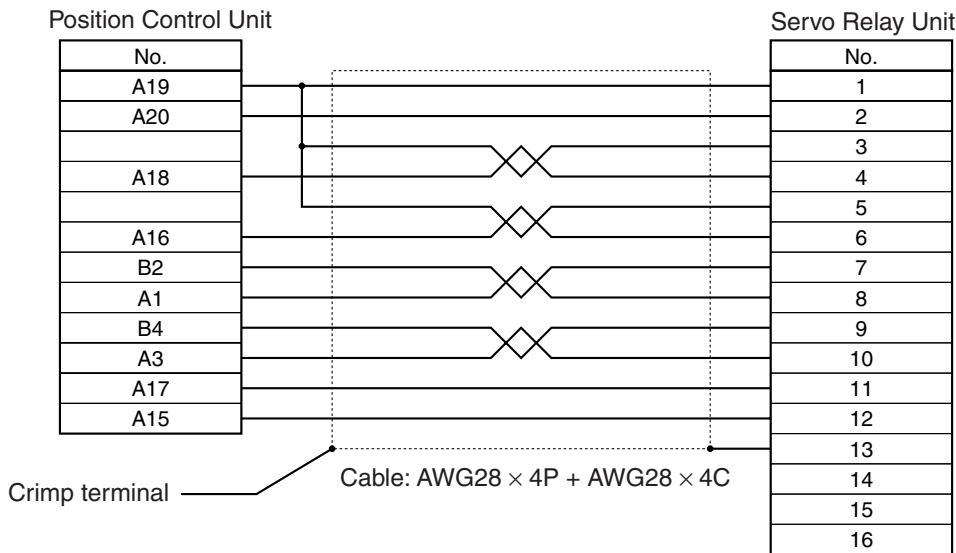 Position Control Unit
Servo Relay Unit
No.
A19
A20
A18
A16
B2
A1
B4
A3
A17
A15
No.
1
2
3
4
5
6
7
8
9
10
11
12
13
14
15
16
Crimp terminal
Cable: AWG28 × 4P + AWG28 × 4C